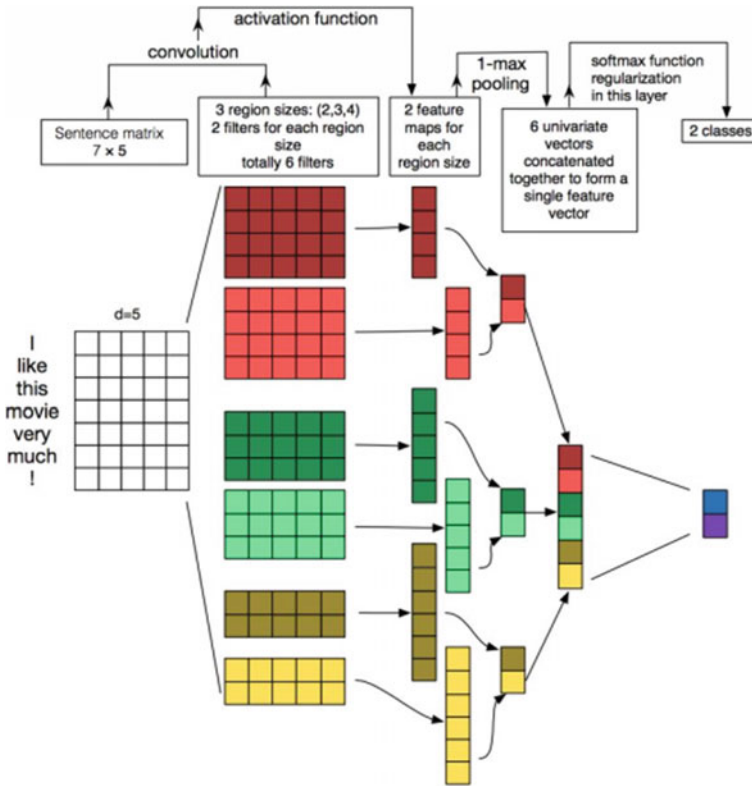 activation function
convolution
1-max
pooling
softmax function
regularization
in this layer
Sentence matrix
7 × 5
3 region sizes: (2,3,4)
2 filters for each region
size
totally 6 filters
2 feature
maps for
each
region size
6 univariate
vectors
concatenated
together to form a
single feature
vector
2 classes
d=5
I
like
this
movie
very
much
!